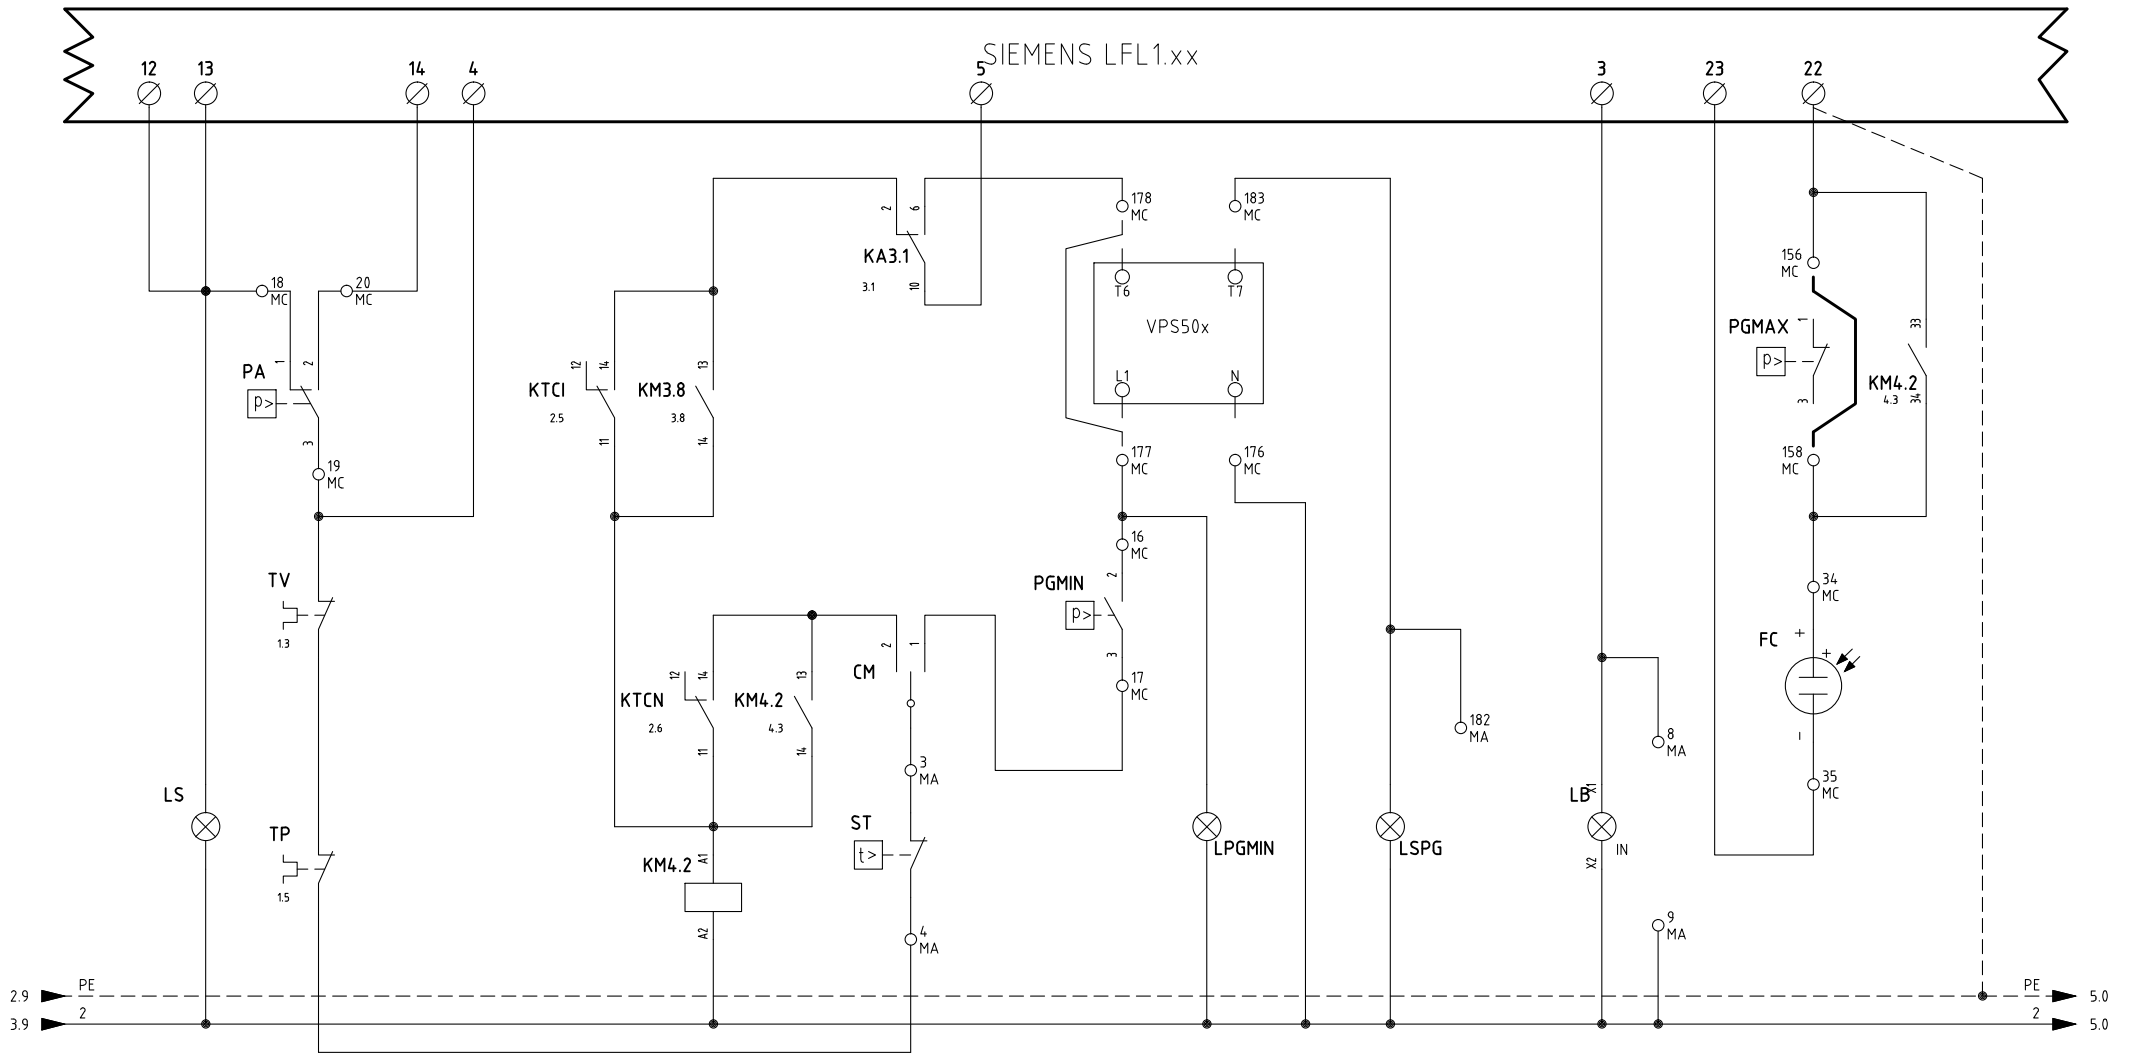 SIEMENS LFL1.xx
12
13
14
4
5
3
23
22
2
6
178
MC
183
MC
KA3.1
3.1
10
156
MC
18
MC
20
MC
T6
T7
VPS50x
PGMAX
1
p>
3
33
KM4.2
4.3
34
PA
1
2
p>
3
KTCI
12
14
2.5
11
KM3.8
13
3.8
14
L1
N
19
MC
177
MC
176
MC
158
MC
16
MC
TV
1.3
PGMIN
2
p>
3
34
MC
FC
+
+
-
2
1
CM
KTCN
12
14
2.6
11
KM4.2
13
4.3
14
17
MC
182
MA
8
MA
3
MA
35
MC
LS
LB
X1
X2
IN
TP
1.5
ST
t>
KM4.2
A1
A2
LPGMIN
LSPG
4
MA
9
MA
2.9
PE
PE
5.0
3.9
2
2
5.0